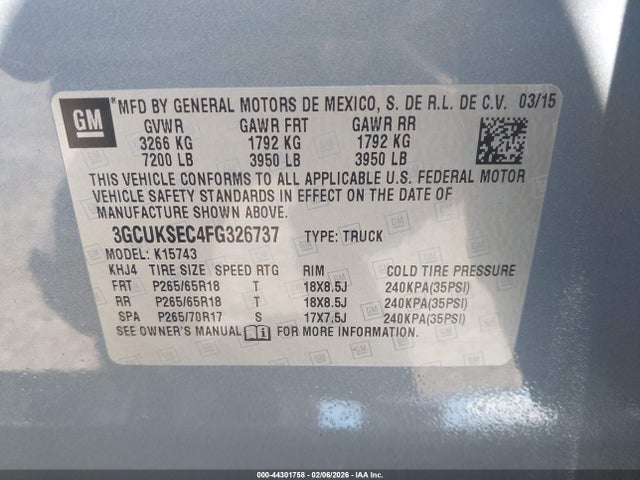 GM ® MFD BY GENERAL MOTORS DE MEXICO, S. DE R.L. DE C.V. 03/15
GVWR GAWR FRT GAWR RR
3266 KG 1792 KG 1792 KG
7200 LB 3950 LB 3950 LB
THIS VEHICLE CONFORMS TO ALL APPLICABLE U.S. FEDERAL MOTOR
VEHICLE SAFETY STANDARDS IN EFFECT ON THE DATE OF
MANUFACTURE SHOWN ABOVE.
3GCUKSEC4FG326737 TYPE: TRUCK
MODEL: K15743
KHJ4 TIRE SIZE SPEED RTG RIM COLD TIRE PRESSURE
FRT P265/65R18 T 18X8.5J 240KPA(35PSI)
RR P265/65R18 T 18X8.5J 240KPA(35PSI)
SPA P265/70R17 S 17X7.5J 240KPA(35PSI)
SEE OWNER'S MANUAL FOR MORE INFORMATION.
000-44301758 - 02/06/2026 - IAA Inc.